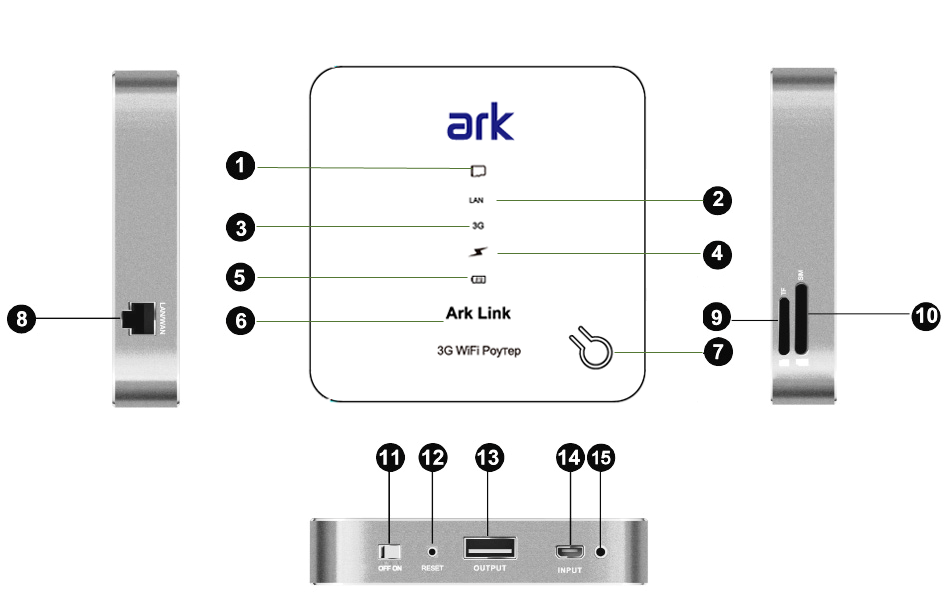 ark
1
LAN
2
3
3G
4
5
6
Ark Link
3G WiFi Роутер
7
8
LAN/WAN
9
TF
SIM
10
11
12
13
14
15
OFF ON
RESET
OUTPUT
INPUT